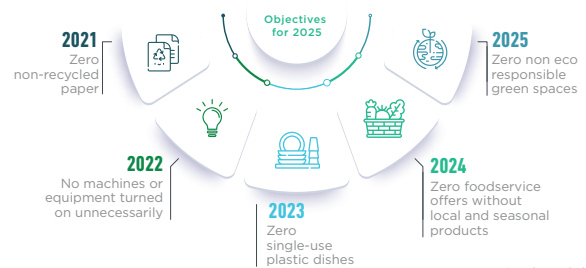 Objectives
for 2025
2021
Zero
non-recycled
paper
2022
No machines or
equipment turned
on unnecessarily
2023
Zero
single-use
plastic dishes
2024
Zero foodservice
offers without
local and seasonal
products
2025
Zero non eco
responsible
green spaces